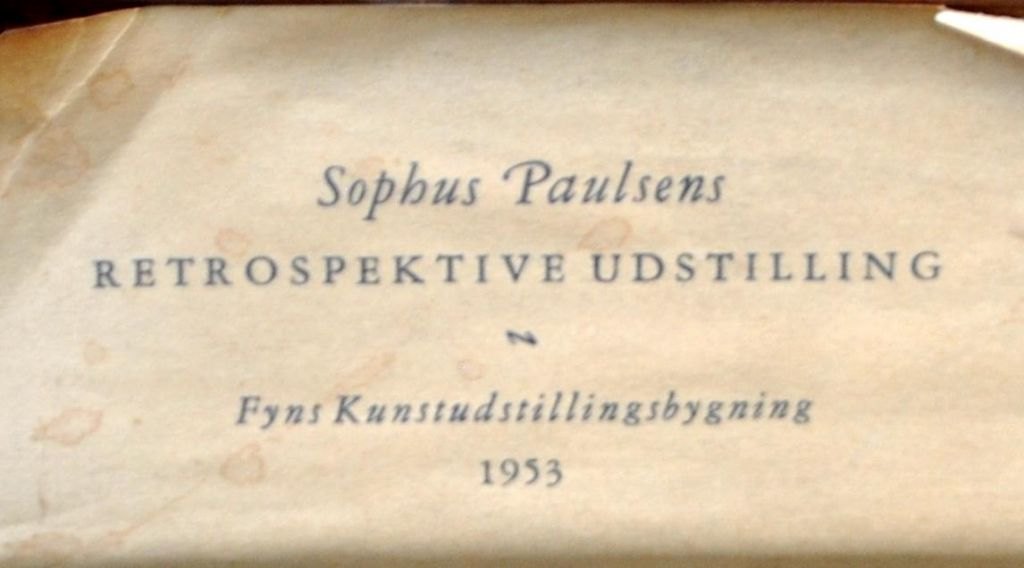 Sophus Paulsens
RETROSPEKTIVE UDSTILLING
Fyns Kunstudstillingsbygning
1953